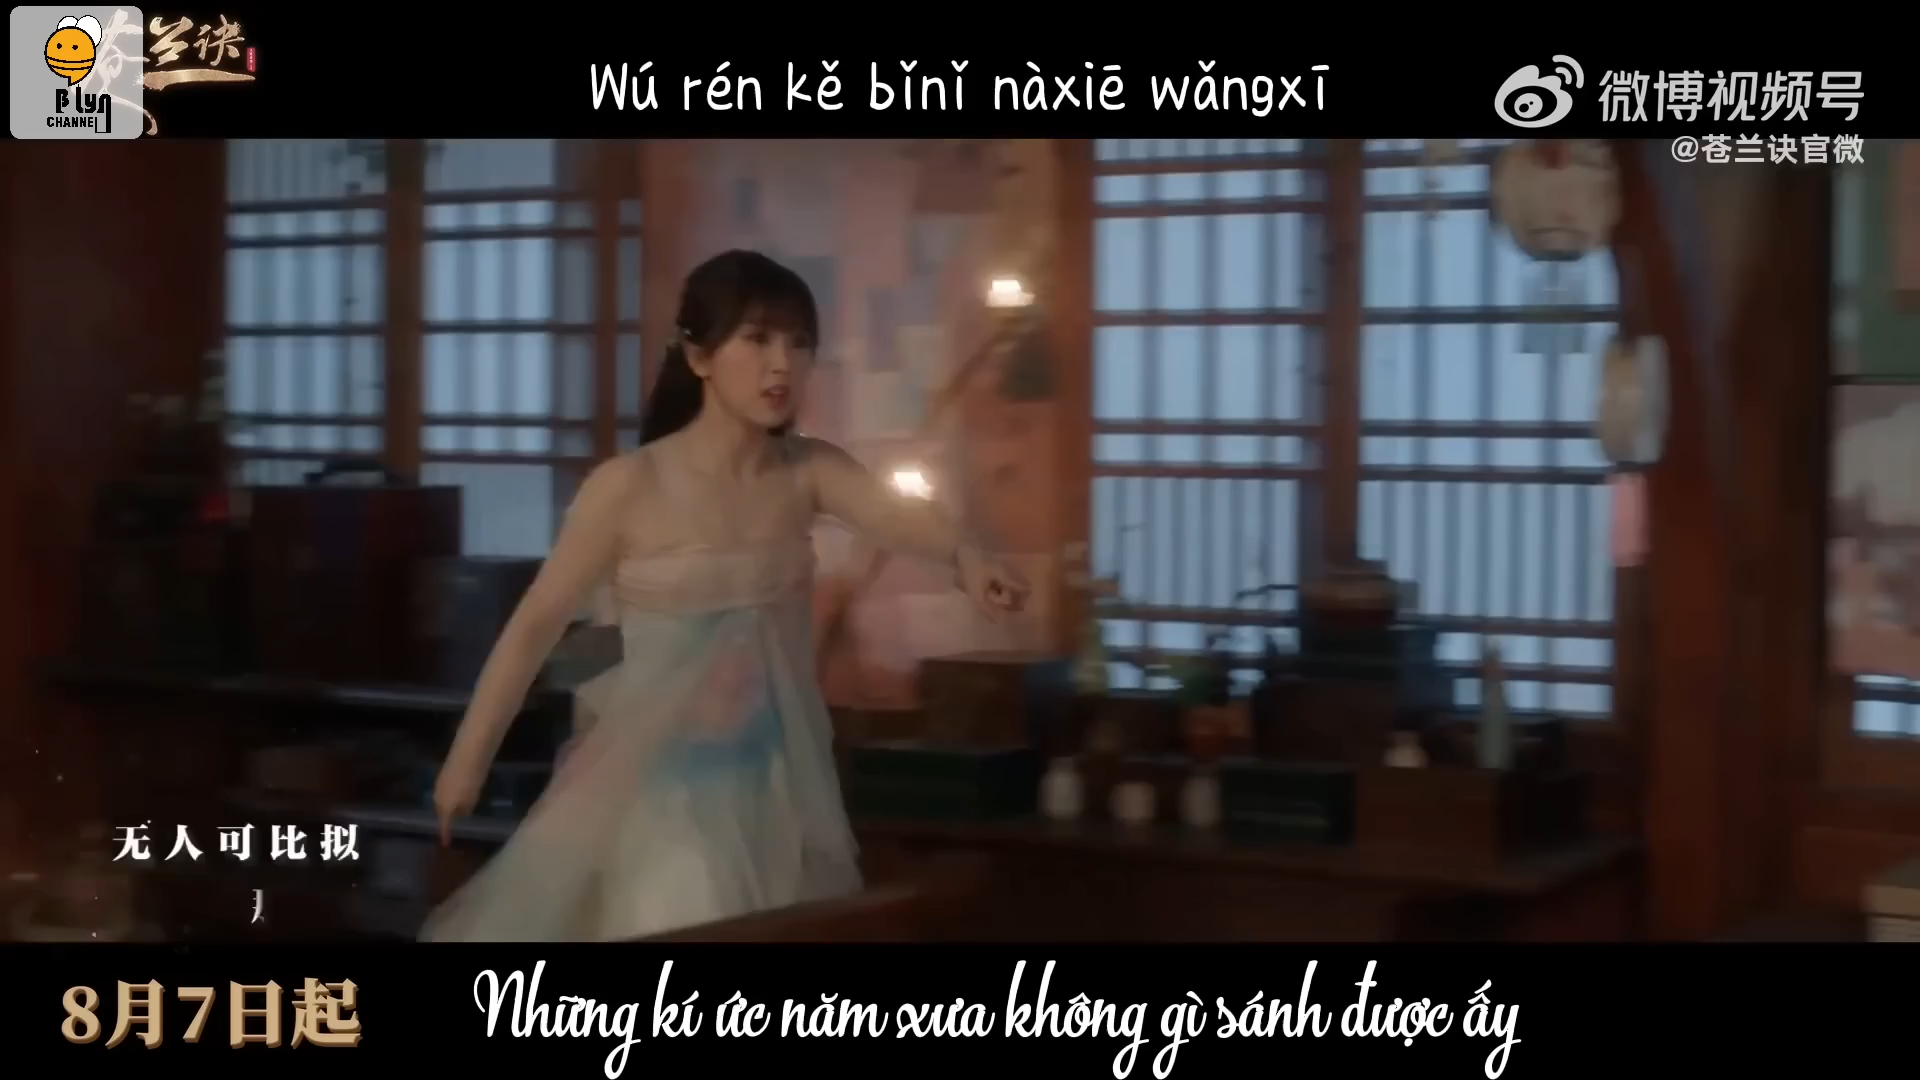 苍兰诀
B lyn
CHANNEL
Wú rén kě bǐnǐ nàxiē wǎngxī
微博视频号
@苍兰诀官微
无人可比拟
8月7日起
Những kí ức năm xưa không gì sánh được ấy